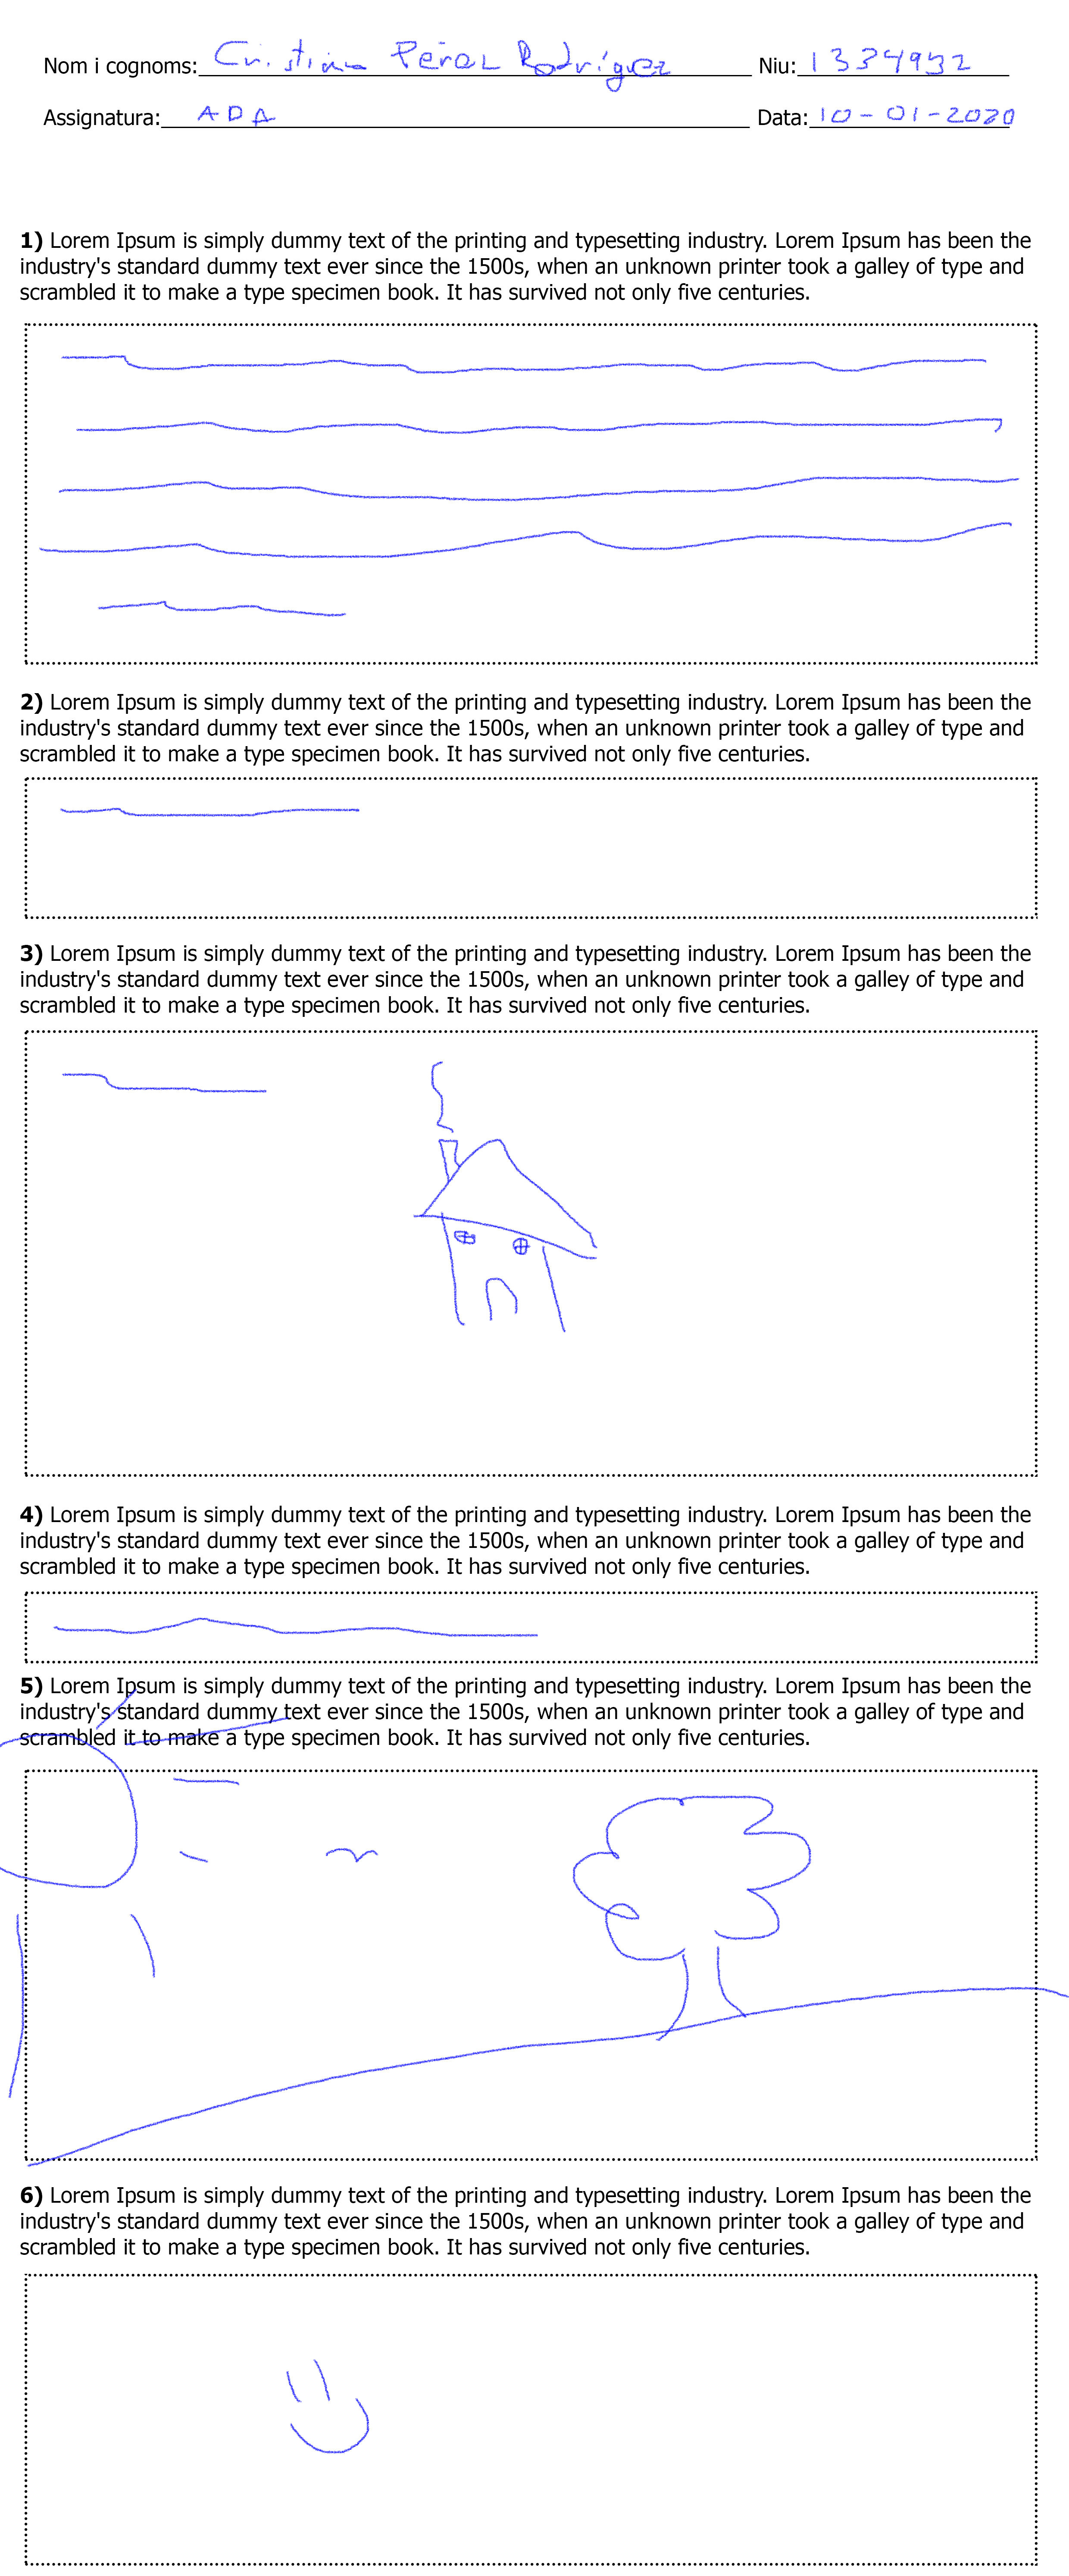 Nom i cognoms: Cristina Pérez Rodríguez Niu: 1334932
Assignatura: ADA Data: 10-01-2020
1) Lorem Ipsum is simply dummy text of the printing and typesetting industry. Lorem Ipsum has been the
industry's standard dummy text ever since the 1500s, when an unknown printer took a galley of type and
scrambled it to make a type specimen book. It has survived not only five centuries.
2) Lorem Ipsum is simply dummy text of the printing and typesetting industry. Lorem Ipsum has been the
industry's standard dummy text ever since the 1500s, when an unknown printer took a galley of type and
scrambled it to make a type specimen book. It has survived not only five centuries.
3) Lorem Ipsum is simply dummy text of the printing and typesetting industry. Lorem Ipsum has been the
industry's standard dummy text ever since the 1500s, when an unknown printer took a galley of type and
scrambled it to make a type specimen book. It has survived not only five centuries.
4) Lorem Ipsum is simply dummy text of the printing and typesetting industry. Lorem Ipsum has been the
industry's standard dummy text ever since the 1500s, when an unknown printer took a galley of type and
scrambled it to make a type specimen book. It has survived not only five centuries.
5) Lorem Ipsum is simply dummy text of the printing and typesetting industry. Lorem Ipsum has been the
industry's standard dummy text ever since the 1500s, when an unknown printer took a galley of type and
scrambled it to make a type specimen book. It has survived not only five centuries.
6) Lorem Ipsum is simply dummy text of the printing and typesetting industry. Lorem Ipsum has been the
industry's standard dummy text ever since the 1500s, when an unknown printer took a galley of type and
scrambled it to make a type specimen book. It has survived not only five centuries.